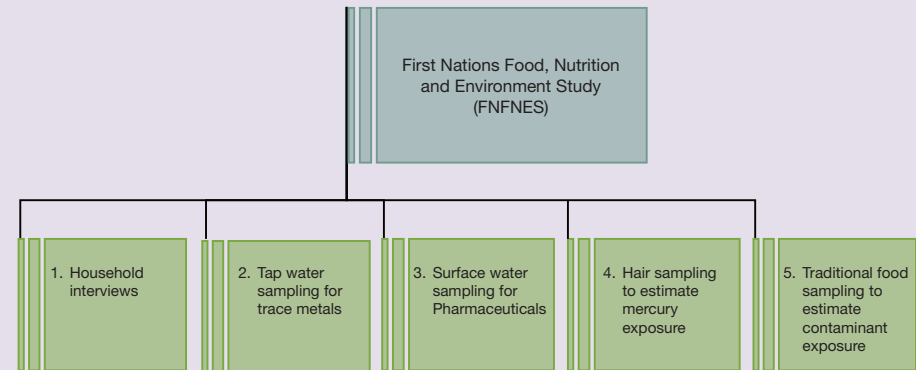 First Nations Food, Nutrition
and Environment Study
(FNFNES)
1. Household
interviews
2. Tap water
sampling for
trace metals
3. Surface water
sampling for
Pharmaceuticals
4. Hair sampling
to estimate
mercury
exposure
5. Traditional food
sampling to
estimate
contaminant
exposure